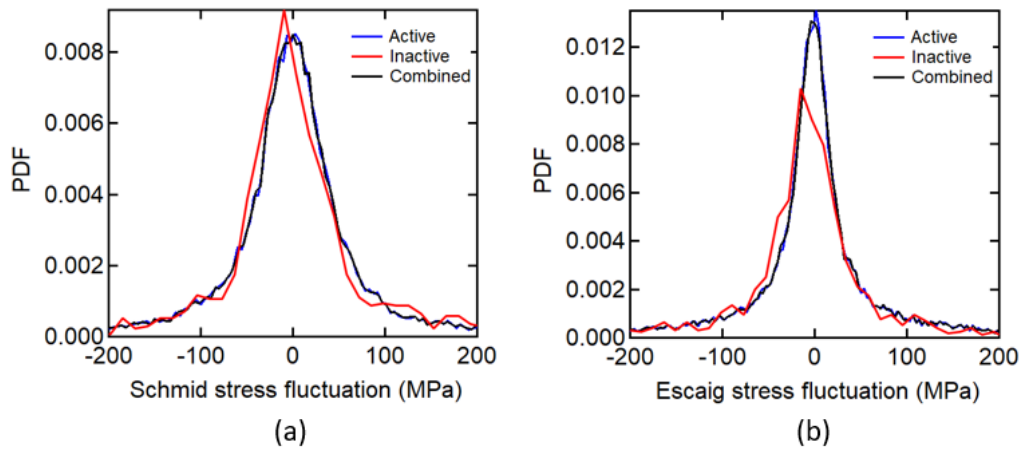 PDF
0.008
0.006
0.004
0.002
0.000
-200
-100
0
100
200
Schmid stress fluctuation (MPa)
Active
Inactive
Combined
(a)
PDF
0.012
0.010
0.008
0.006
0.004
0.002
0.000
-200
-100
0
100
200
Escaig stress fluctuation (MPa)
Active
Inactive
Combined
(b)